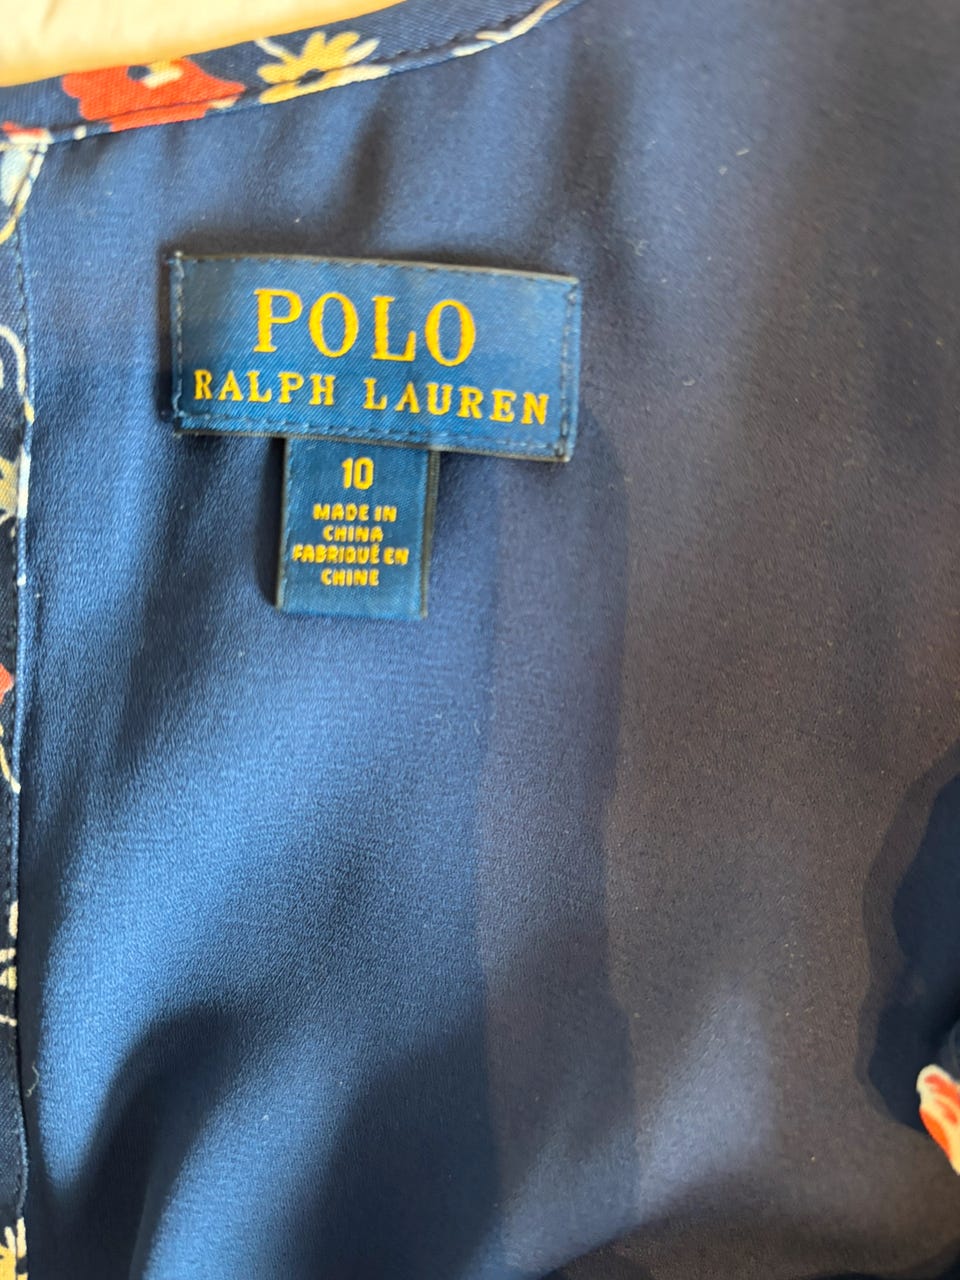 POLO
RALPH LAUREN
10
MADE IN
CHINA
FABRIQUÉ EN
CHINE